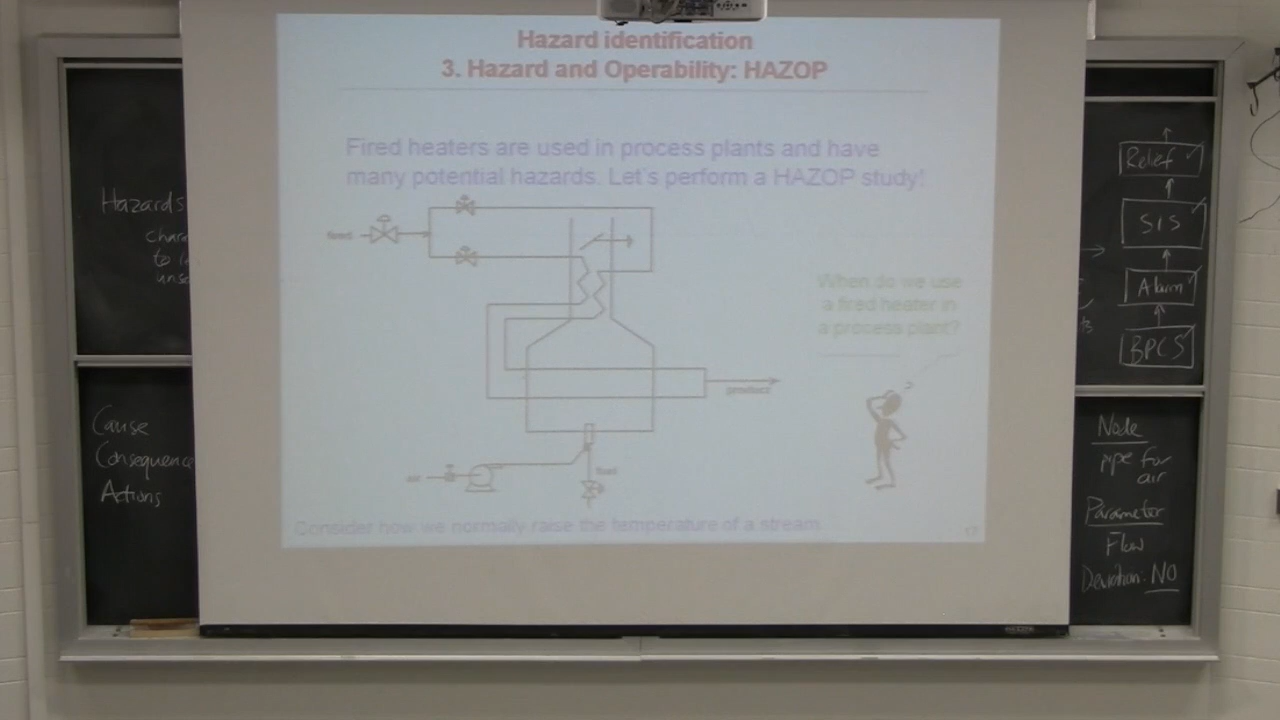 Hazard identification
3. Hazard and Operability: HAZOP
Fired heaters are used in process plants and have
many potential hazards. Let's perform a HAZOP study!
feed
When do we use
a fired heater in
a process plant?
product
air
fuel
Consider how we normally raise the temperature of a stream.
17
Hazards
Cause
Consequence
Actions
Relief
SIS
Alarm
BPCS
Node
pipe for
air
Parameter
Flow
Deviation: NO